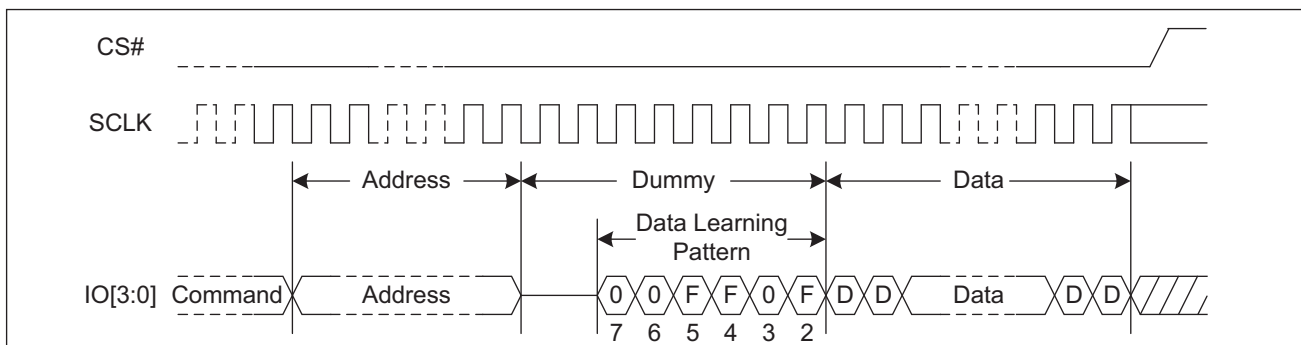 CS#
SCLK
Address Dummy Data
Data Learning
Pattern
IO[3:0] Command Address 0 0 F F 0 F D D Data D D
7 6 5 4 3 2